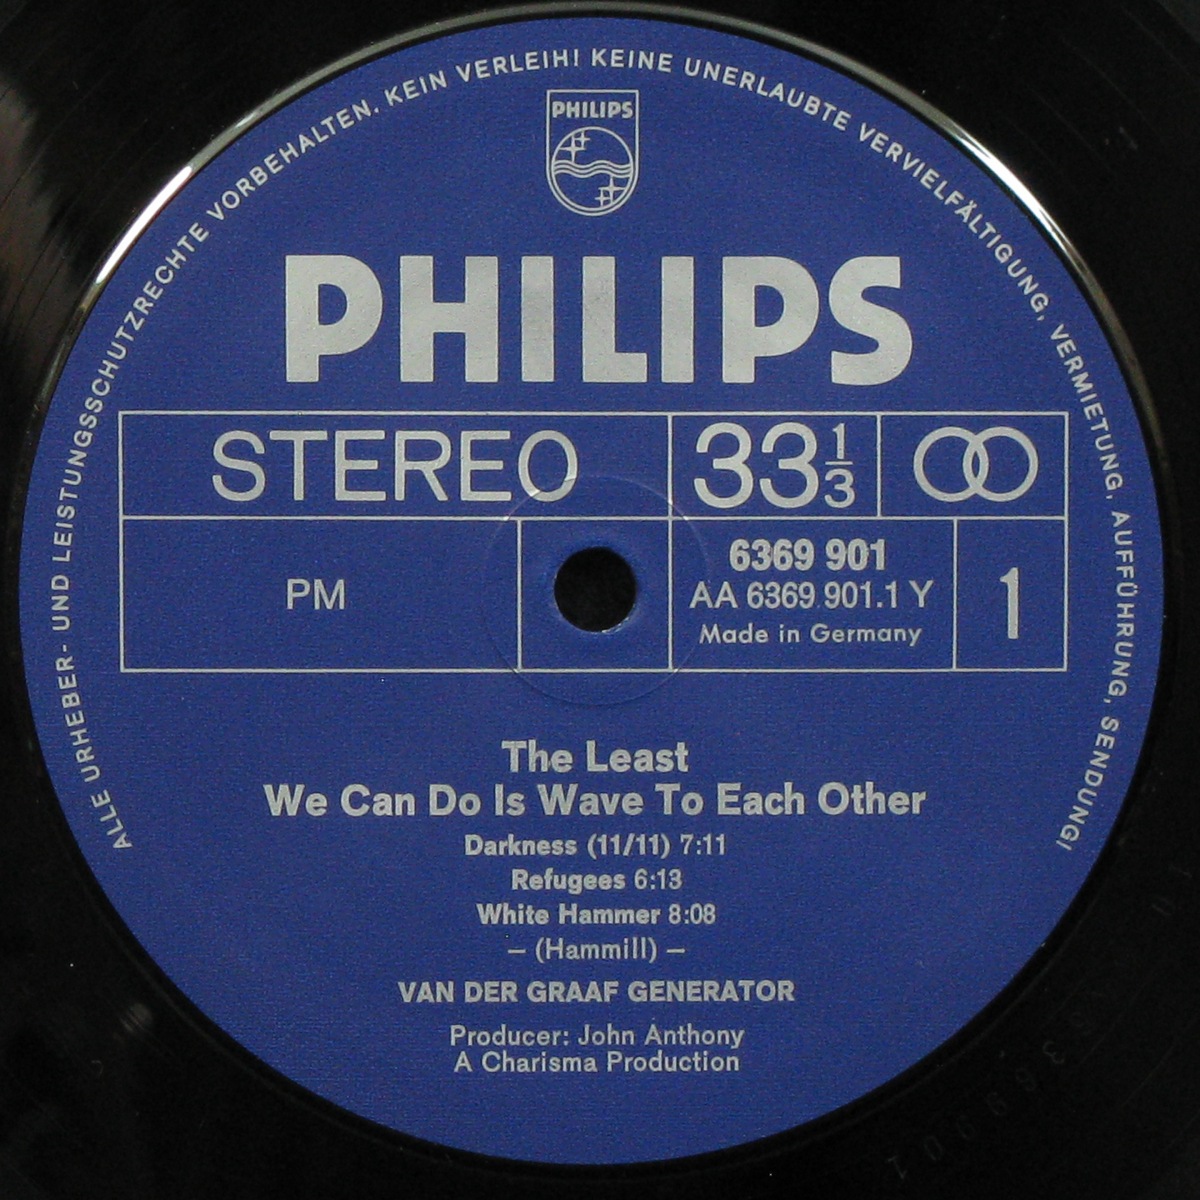 ALLE URHEBER- UND LEISTUNGSSCHUTZRECHTE VORBEHALTEN. KEIN VERLEIH! KEINE UNERLAUBTE VERVIELFÄLTIGUNG, VERMIETUNG, AUFFÜHRUNG, SENDUNG!
PHILIPS
PHILIPS
STEREO 33 1/3
PM
6369 901
AA 6369 901.1 Y
Made in Germany
1
The Least
We Can Do Is Wave To Each Other
Darkness (11/11) 7:11
Refugees 6:13
White Hammer 8:08
– (Hammill) –
VAN DER GRAAF GENERATOR
Producer: John Anthony
A Charisma Production